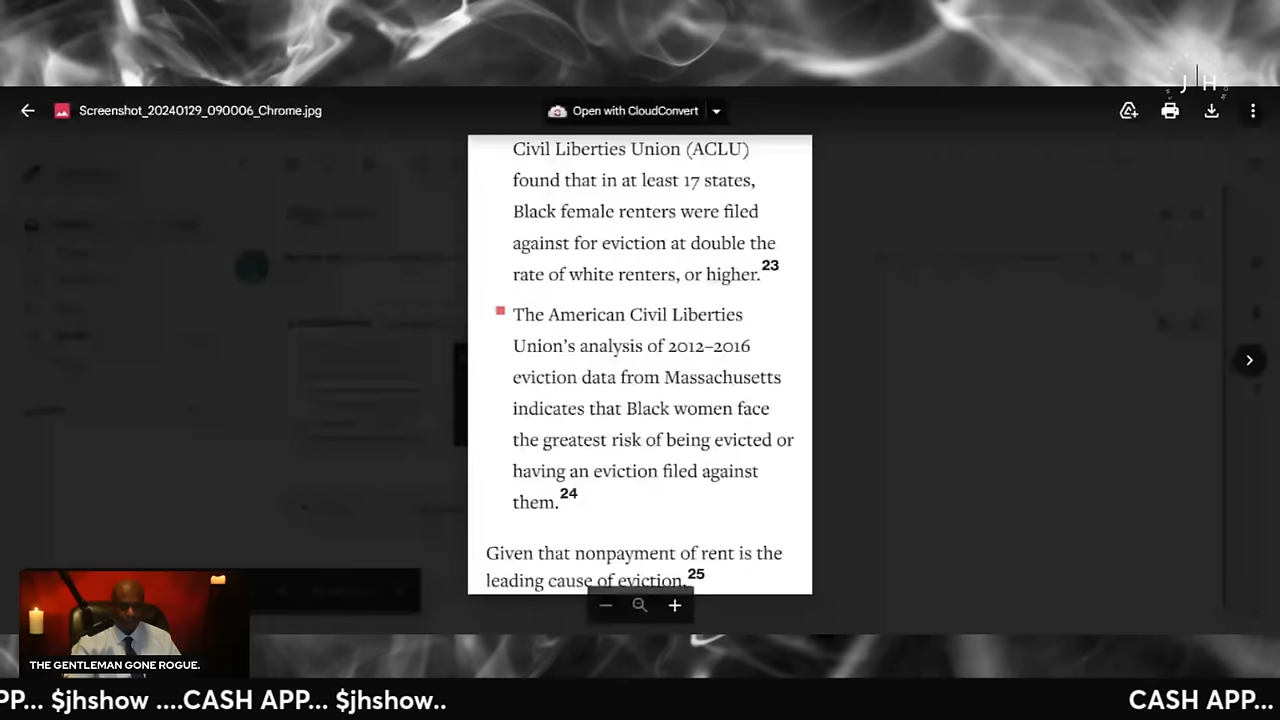 J H
Screenshot_20240129_090006_Chrome.jpg
Open with CloudConvert
Civil Liberties Union (ACLU)
found that in at least 17 states,
Black female renters were filed
against for eviction at double the
rate of white renters, or higher.23
The American Civil Liberties
Union’s analysis of 2012–2016
eviction data from Massachusetts
indicates that Black women face
the greatest risk of being evicted or
having an eviction filed against
them.24
Given that nonpayment of rent is the
leading cause of eviction,25
THE GENTLEMAN GONE ROGUE.
PP... $jhshow ....CASH APP... $jhshow..
CASH APP...